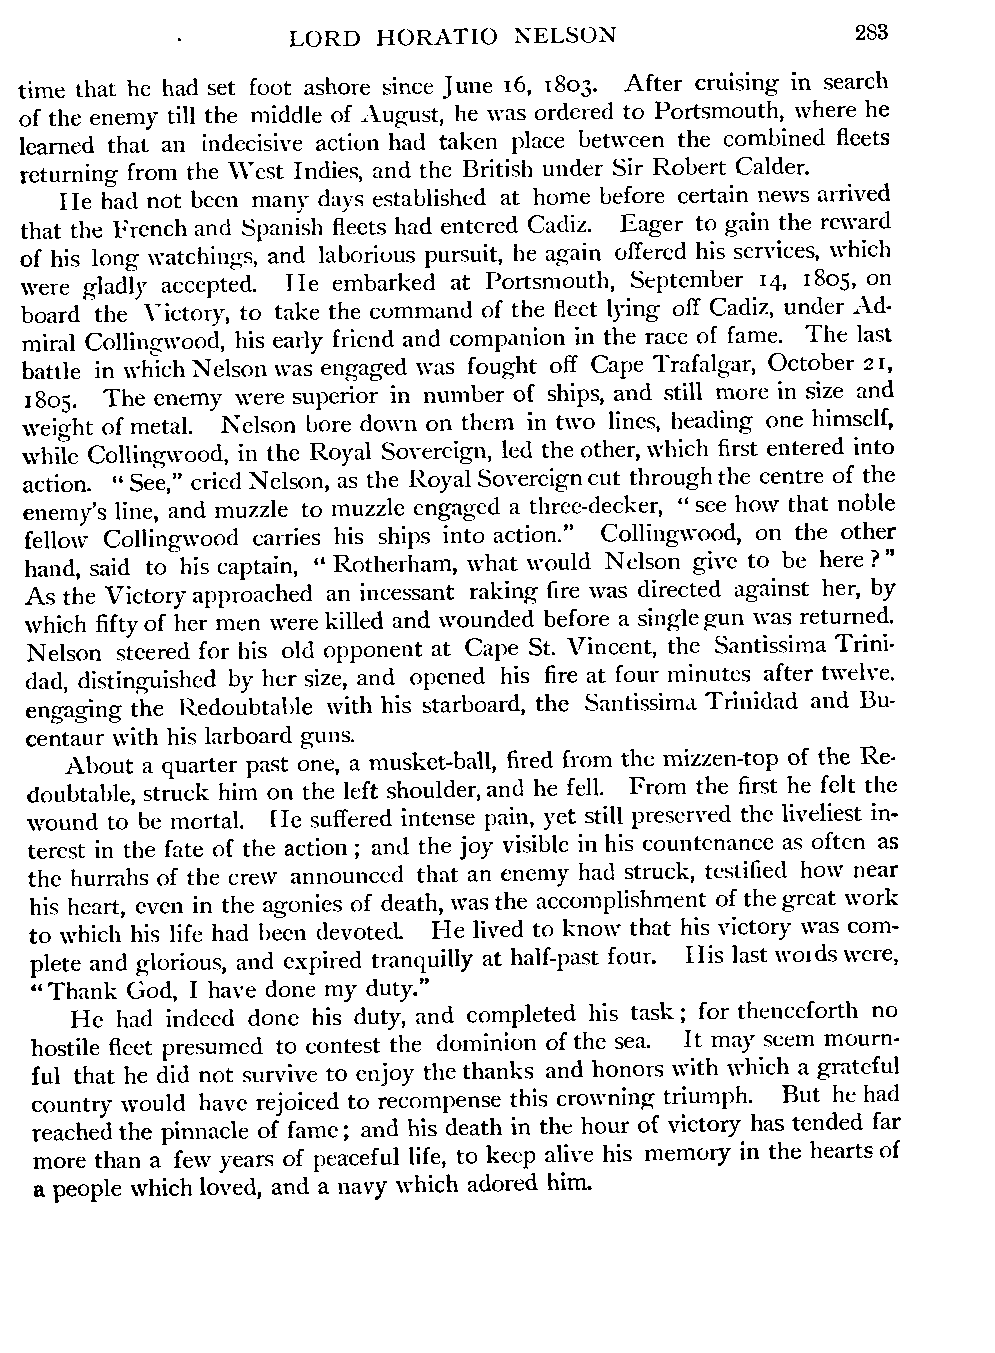 LORD HORATIO NELSON 283
time that he had set foot ashore since June 16, 1803. After cruising in search
of the enemy till the middle of August, he was ordered to Portsmouth, where he
learned that an indecisive action had taken place between the combined fleets
returning from the West Indies, and the British under Sir Robert Calder.
He had not been many days established at home before certain news arrived
that the French and Spanish fleets had entered Cadiz. Eager to gain the reward
of his long watchings, and laborious pursuit, he again offered his services, which
were gladly accepted. He embarked at Portsmouth, September 14, 1805, on
board the Victory, to take the command of the fleet lying off Cadiz, under Ad-
miral Collingwood, his early friend and companion in the race of fame. The last
battle in which Nelson was engaged was fought off Cape Trafalgar, October 21,
1805. The enemy were superior in number of ships, and still more in size and
weight of metal. Nelson bore down on them in two lines, heading one himself,
while Collingwood, in the Royal Sovereign, led the other, which first entered into
action. “See,” cried Nelson, as the Royal Sovereign cut through the centre of the
enemy's line, and muzzle to muzzle engaged a three-decker, “see how that noble
fellow Collingwood carries his ships into action.” Collingwood, on the other
hand, said to his captain, “Rotherham, what would Nelson give to be here?”
As the Victory approached an incessant raking fire was directed against her, by
which fifty of her men were killed and wounded before a single gun was returned.
Nelson steered for his old opponent at Cape St. Vincent, the Santissima Trini-
dad, distinguished by her size, and opened his fire at four minutes after twelve,
engaging the Redoubtable with his starboard, the Santissima Trinidad and Bu-
centaur with his larboard guns.
About a quarter past one, a musket-ball, fired from the mizzen-top of the Re-
doubtable, struck him on the left shoulder, and he fell. From the first he felt the
wound to be mortal. He suffered intense pain, yet still preserved the liveliest in-
terest in the fate of the action; and the joy visible in his countenance as often as
the hurrahs of the crew announced that an enemy had struck, testified how near
his heart, even in the agonies of death, was the accomplishment of the great work
to which his life had been devoted. He lived to know that his victory was com-
plete and glorious, and expired tranquilly at half-past four. His last words were,
“Thank God, I have done my duty.”
He had indeed done his duty, and completed his task; for thenceforth no
hostile fleet presumed to contest the dominion of the sea. It may seem mourn-
ful that he did not survive to enjoy the thanks and honors with which a grateful
country would have rejoiced to recompense this crowning triumph. But he had
reached the pinnacle of fame; and his death in the hour of victory has tended far
more than a few years of peaceful life, to keep alive his memory in the hearts of
a people which loved, and a navy which adored him.